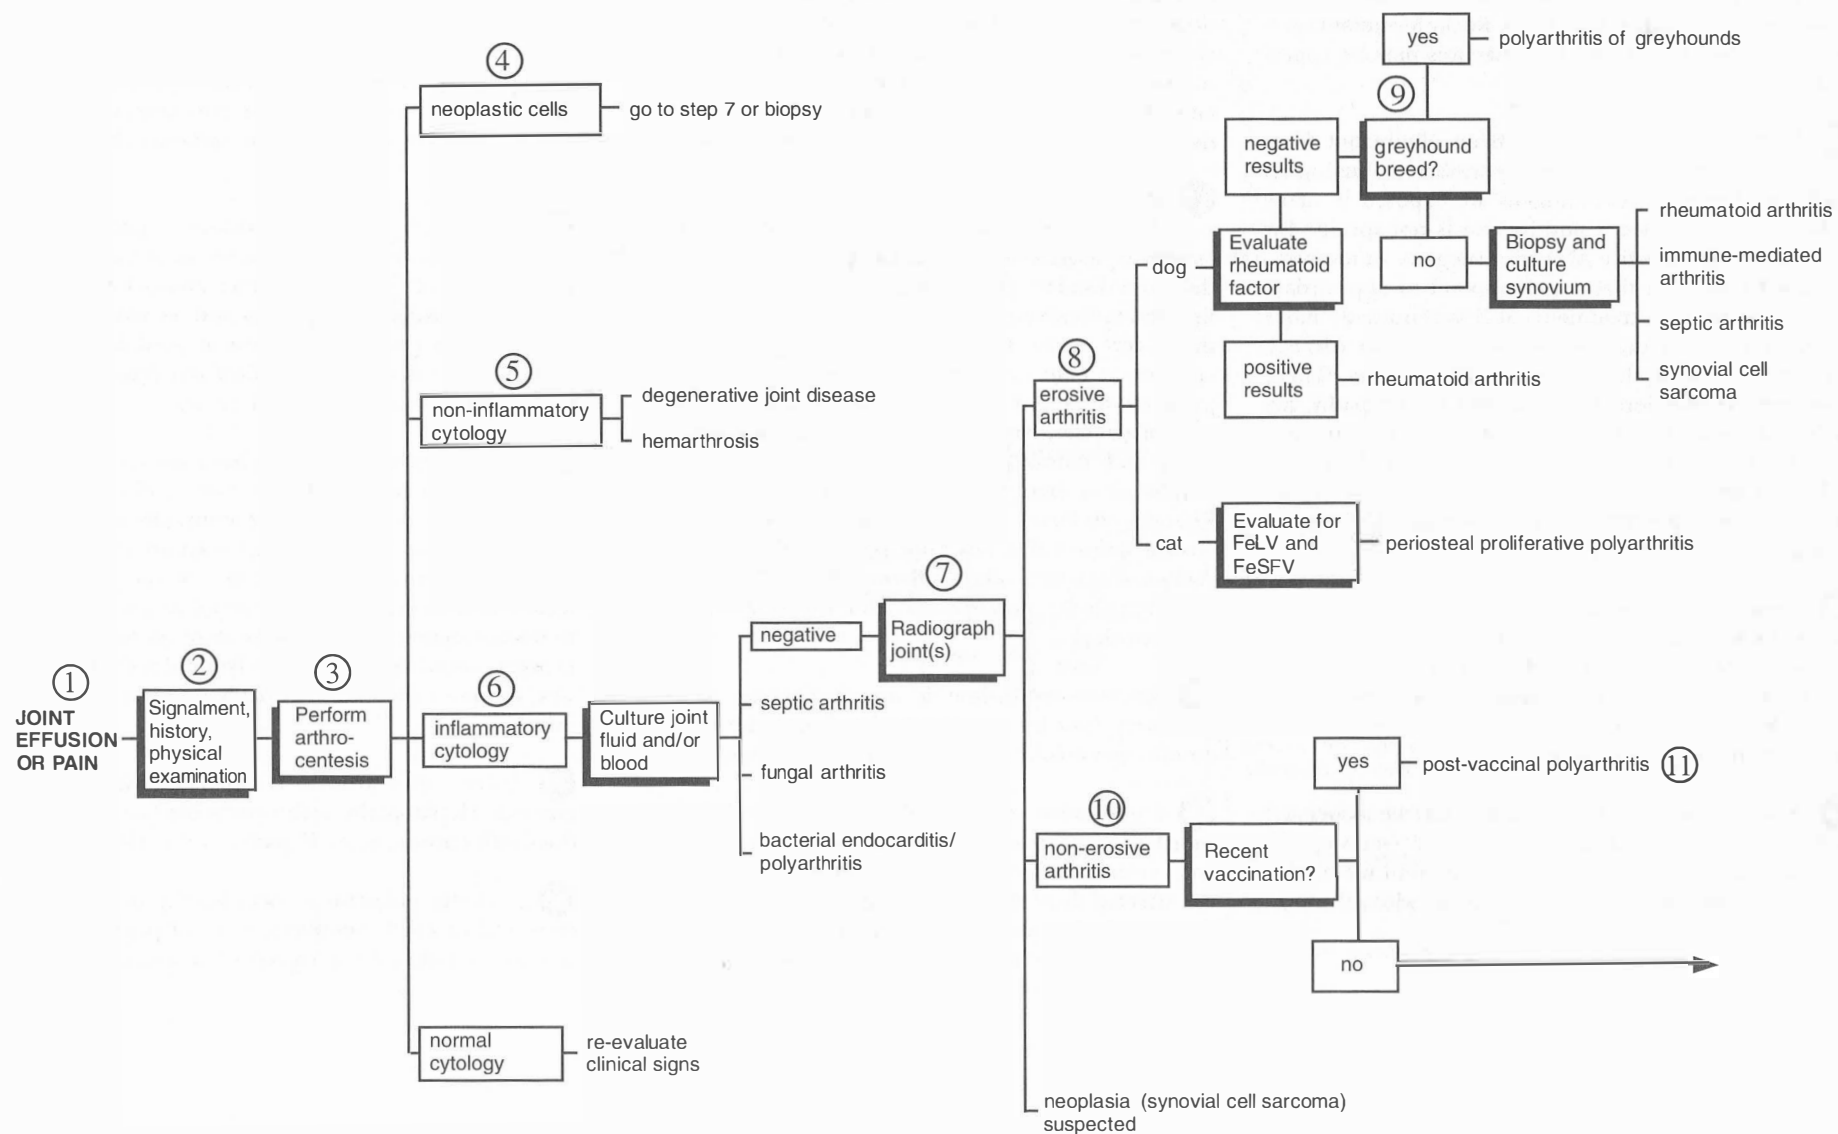 1
JOINT
EFFUSION
OR PAIN
2
Signalment,
history,
physical
examination
3
Perform
arthro-
centesis
4
neoplastic cells
go to step 7 or biopsy
5
non-inflammatory
cytology
degenerative joint disease
hemarthrosis
6
inflammatory
cytology
Culture joint
fluid and/or
blood
normal
cytology
re-evaluate
clinical signs
negative
septic arthritis
fungal arthritis
bacterial endocarditis/
polyarthritis
7
Radiograph
joint(s)
8
erosive
arthritis
dog
Evaluate
rheumatoid
factor
negative
results
positive
results
rheumatoid arthritis
9
greyhound
breed?
yes
polyarthritis of greyhounds
no
Biopsy and
culture
synovium
rheumatoid arthritis
immune-mediated
arthritis
septic arthritis
synovial cell
sarcoma
cat
Evaluate for
FeLV and
FeSFV
periosteal proliferative polyarthritis
10
non-erosive
arthritis
Recent
vaccination?
yes
post-vaccinal polyarthritis 11
no
neoplasia (synovial cell sarcoma)
suspected